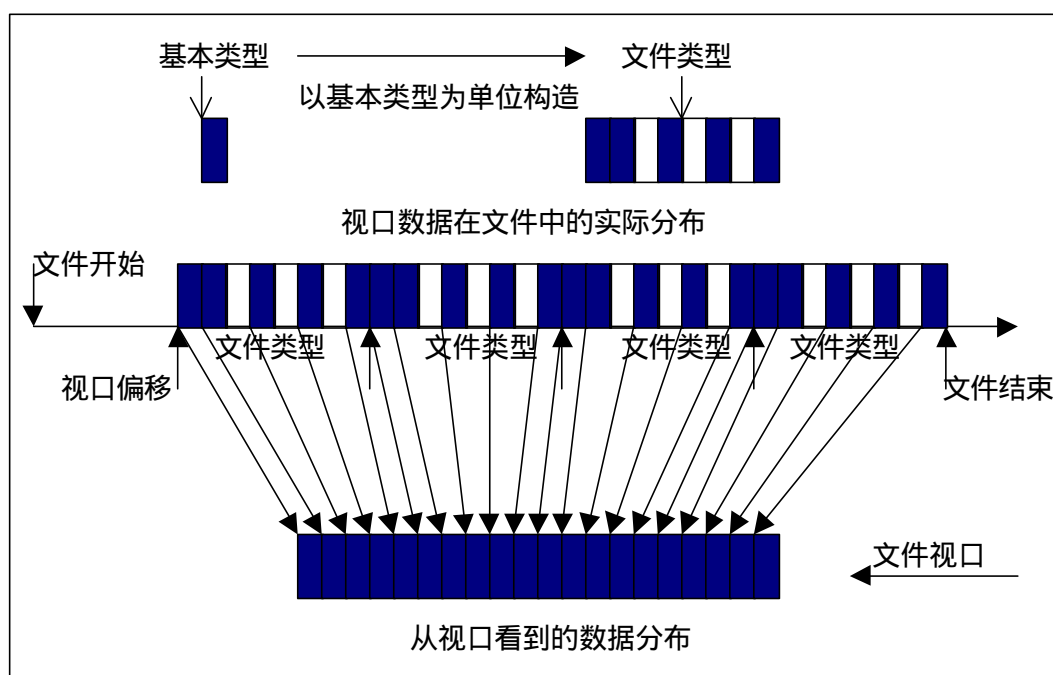 基本类型
文件类型
以基本类型为单位构造
视口数据在文件中的实际分布
文件开始
文件类型
文件类型
文件类型
文件类型
视口偏移
文件结束
文件视口
从视口看到的数据分布